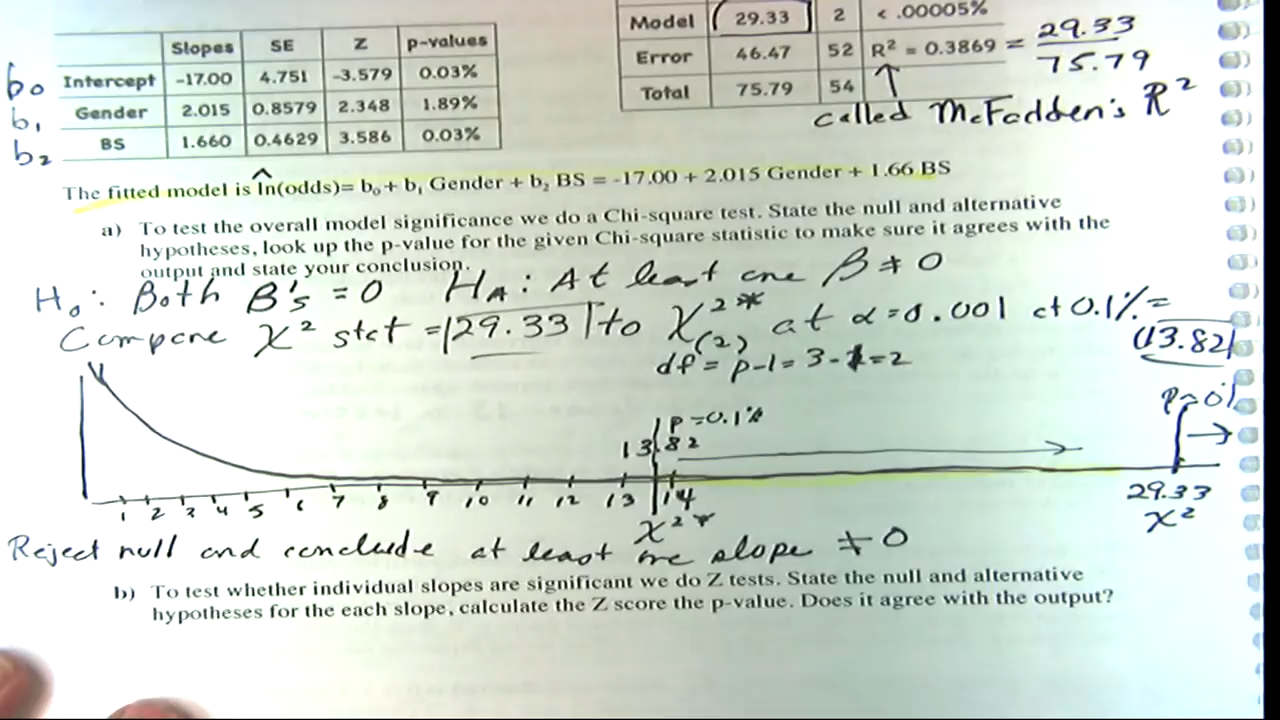 Slopes SE Z p-values
b0 Intercept -17.00 4.751 -3.579 0.03%
b1 Gender 2.015 0.8579 2.348 1.89%
b2 BS 1.660 0.4629 3.586 0.03%
Model 29.33 2 < .00005%
Error 46.47 52 R² = 0.3869 = 29.33
75.79
Total 75.79 54
called McFadden's R²
The fitted model is l̂n(odds)= b₀ + b₁ Gender + b₂ BS = -17.00 + 2.015 Gender + 1.66 BS
a) To test the overall model significance we do a Chi-square test. State the null and alternative
hypotheses, look up the p-value for the given Chi-square statistic to make sure it agrees with the
output and state your conclusion.
H₀: Both B's = 0 HA: At least one β ≠ 0
Compare χ² stat = |29.33| to χ²*(2) at α=0.001 at 0.1% =
(13.82)
df = p-1 = 3-1 = 2
p = 0.1%
13.82
P≈0%
1 2 3 4 5 6 7 8 9 10 11 12 13 14
29.33
χ²* χ²
Reject null and conclude at least one slope ≠ 0
b) To test whether individual slopes are significant we do Z tests. State the null and alternative
hypotheses for the each slope, calculate the Z score the p-value. Does it agree with the output?